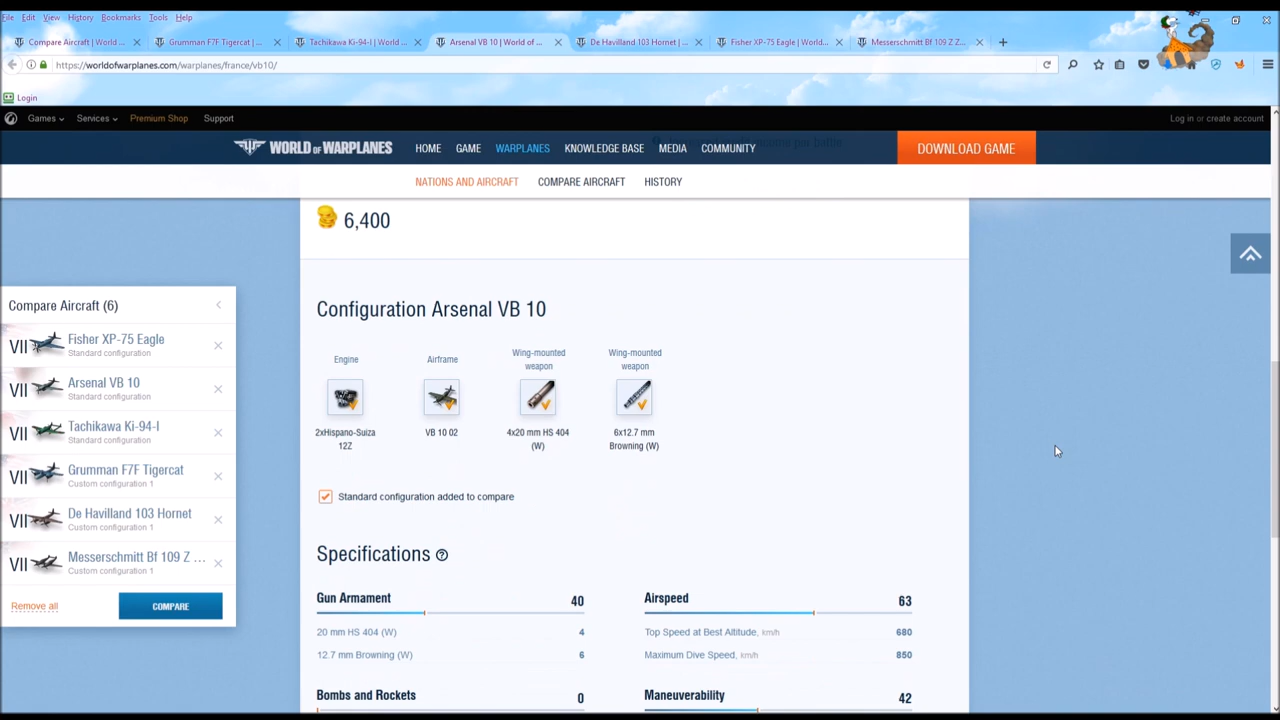 File Edit View History Bookmarks Tools Help
Compare Aircraft | World ... Grumman F7F Tigercat | ... Tachikawa Ki-94-I | World ... Arsenal VB 10 | World of ... De Havilland 103 Hornet | ... Fisher XP-75 Eagle | World... Messerschmitt Bf 109 Z Z...
https://worldofwarplanes.com/warplanes/france/vb10/
Login
Games Services Premium Shop Support Log in or create account
WORLD OF WARPLANES HOME GAME WARPLANES KNOWLEDGE BASE MEDIA COMMUNITY DOWNLOAD GAME
NATIONS AND AIRCRAFT COMPARE AIRCRAFT HISTORY
6,400
Compare Aircraft (6)
VII Fisher XP-75 Eagle
Standard configuration
VII Arsenal VB 10
Standard configuration
VII Tachikawa Ki-94-I
Standard configuration
VII Grumman F7F Tigercat
Custom configuration 1
VII De Havilland 103 Hornet
Custom configuration 1
VII Messerschmitt Bf 109 Z ...
Custom configuration 1
Remove all COMPARE
Configuration Arsenal VB 10
Engine Airframe Wing-mounted weapon Wing-mounted weapon
2xHispano-Suiza 12Z VB 10 02 4x20 mm HS 404 (W) 6x12.7 mm Browning (W)
Standard configuration added to compare
Specifications
Gun Armament 40 Airspeed 63
20 mm HS 404 (W) 4 Top Speed at Best Altitude, km/h 680
12.7 mm Browning (W) 6 Maximum Dive Speed, km/h 850
Bombs and Rockets 0 Maneuverability 42